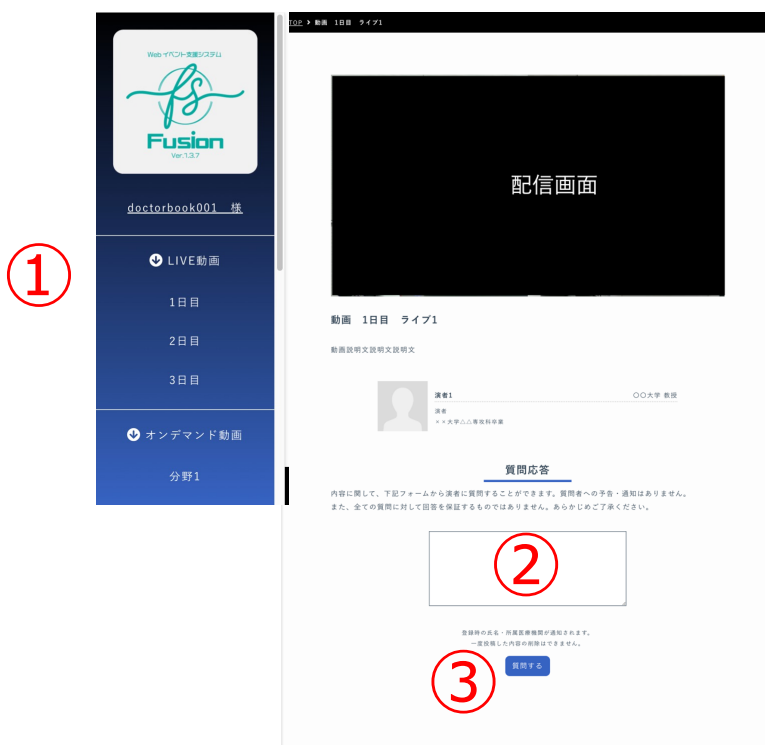 Web イベント支援システム
fs
Fusion
Ver.1.3.7
doctorbook001 様
①
LIVE動画
1日目
2日目
3日目
オンデマンド動画
分野1
TOP > 動画 1日目 ライブ1
配信画面
動画 1日目 ライブ1
動画説明文説明文説明文
演者1 〇〇大学 教授
演者
××大学△△専攻科卒業
質問応答
内容に関して、下記フォームから演者に質問することができます。質問者への予告・通知はありません。
また、全ての質問に対して回答を保証するものではありません。あらかじめご了承ください。
②
登録時の氏名・所属医療機関が通知されます。
一度投稿した内容の削除はできません。
③
質問する